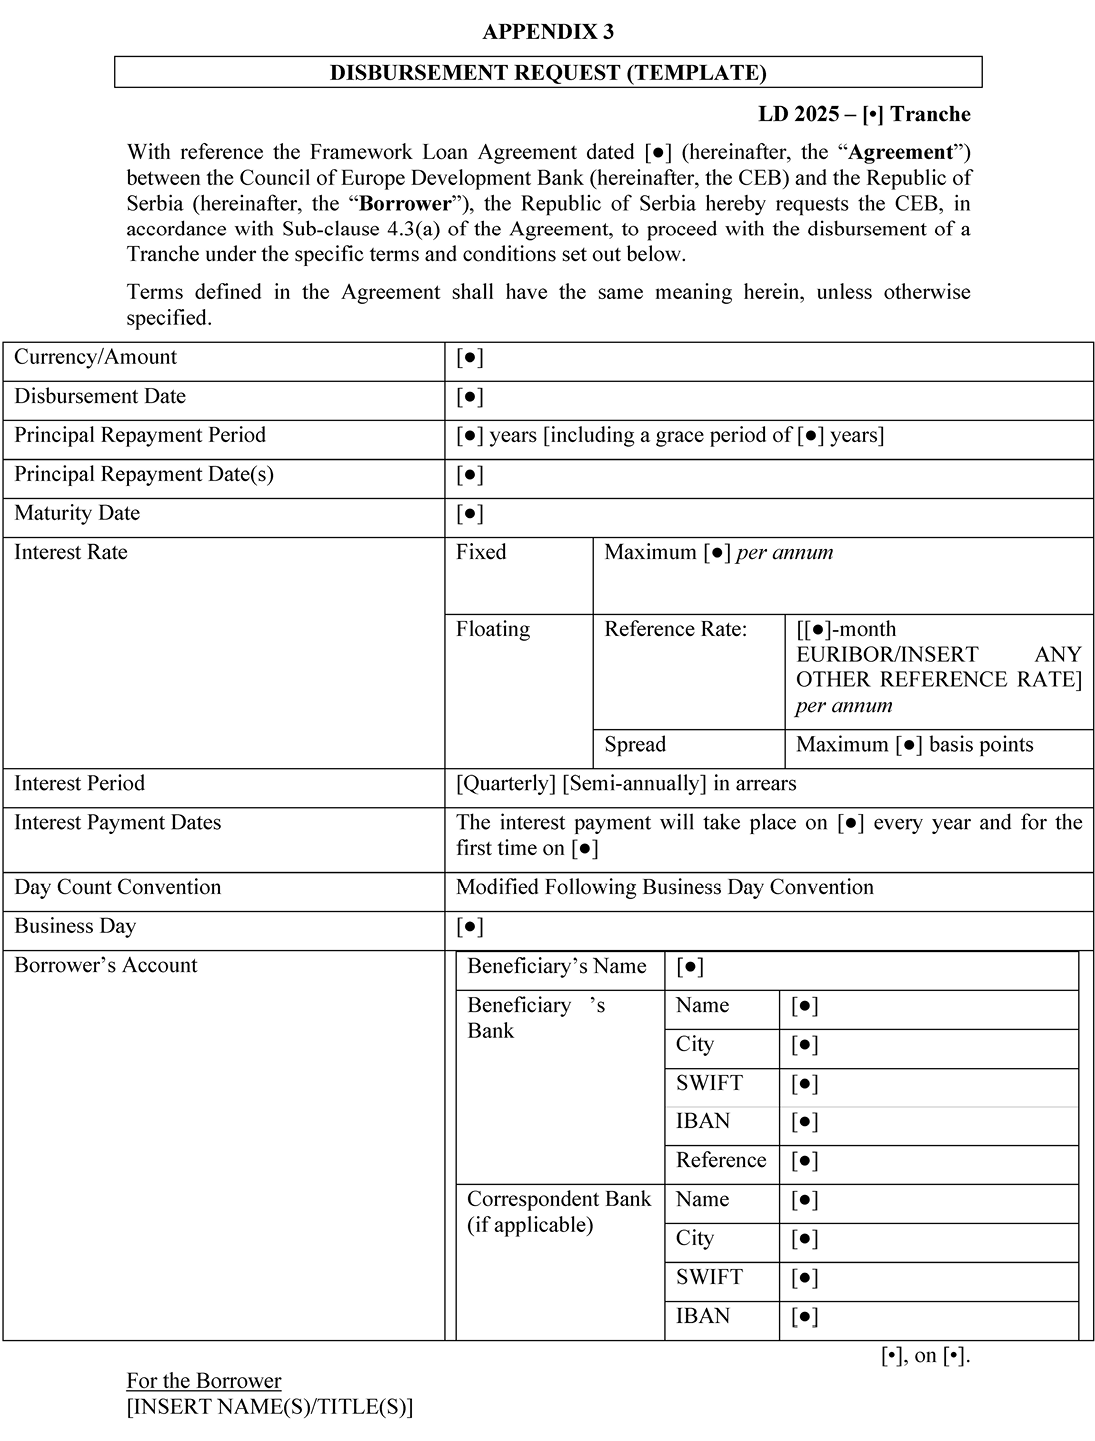 APPENDIX 3
DISBURSEMENT REQUEST (TEMPLATE)
LD 2025 – [•] Tranche
With reference the Framework Loan Agreement dated [●] (hereinafter, the “Agreement”)
between the Council of Europe Development Bank (hereinafter, the CEB) and the Republic of
Serbia (hereinafter, the “Borrower”), the Republic of Serbia hereby requests the CEB, in
accordance with Sub-clause 4.3(a) of the Agreement, to proceed with the disbursement of a
Tranche under the specific terms and conditions set out below.
Terms defined in the Agreement shall have the same meaning herein, unless otherwise
specified.
Currency/Amount [●]
Disbursement Date [●]
Principal Repayment Period [●] years [including a grace period of [●] years]
Principal Repayment Date(s) [●]
Maturity Date [●]
Interest Rate Fixed Maximum [●] per annum
Floating Reference Rate: [[●]-month
EURIBOR/INSERT ANY
OTHER REFERENCE RATE]
per annum
Spread Maximum [●] basis points
Interest Period [Quarterly] [Semi-annually] in arrears
Interest Payment Dates The interest payment will take place on [●] every year and for the
first time on [●]
Day Count Convention Modified Following Business Day Convention
Business Day [●]
Borrower’s Account Beneficiary’s Name [●]
Beneficiary ’s Name [●]
Bank
City [●]
SWIFT [●]
IBAN [●]
Reference [●]
Correspondent Bank Name [●]
(if applicable)
City [●]
SWIFT [●]
IBAN [●]
[•], on [•].
For the Borrower
[INSERT NAME(S)/TITLE(S)]